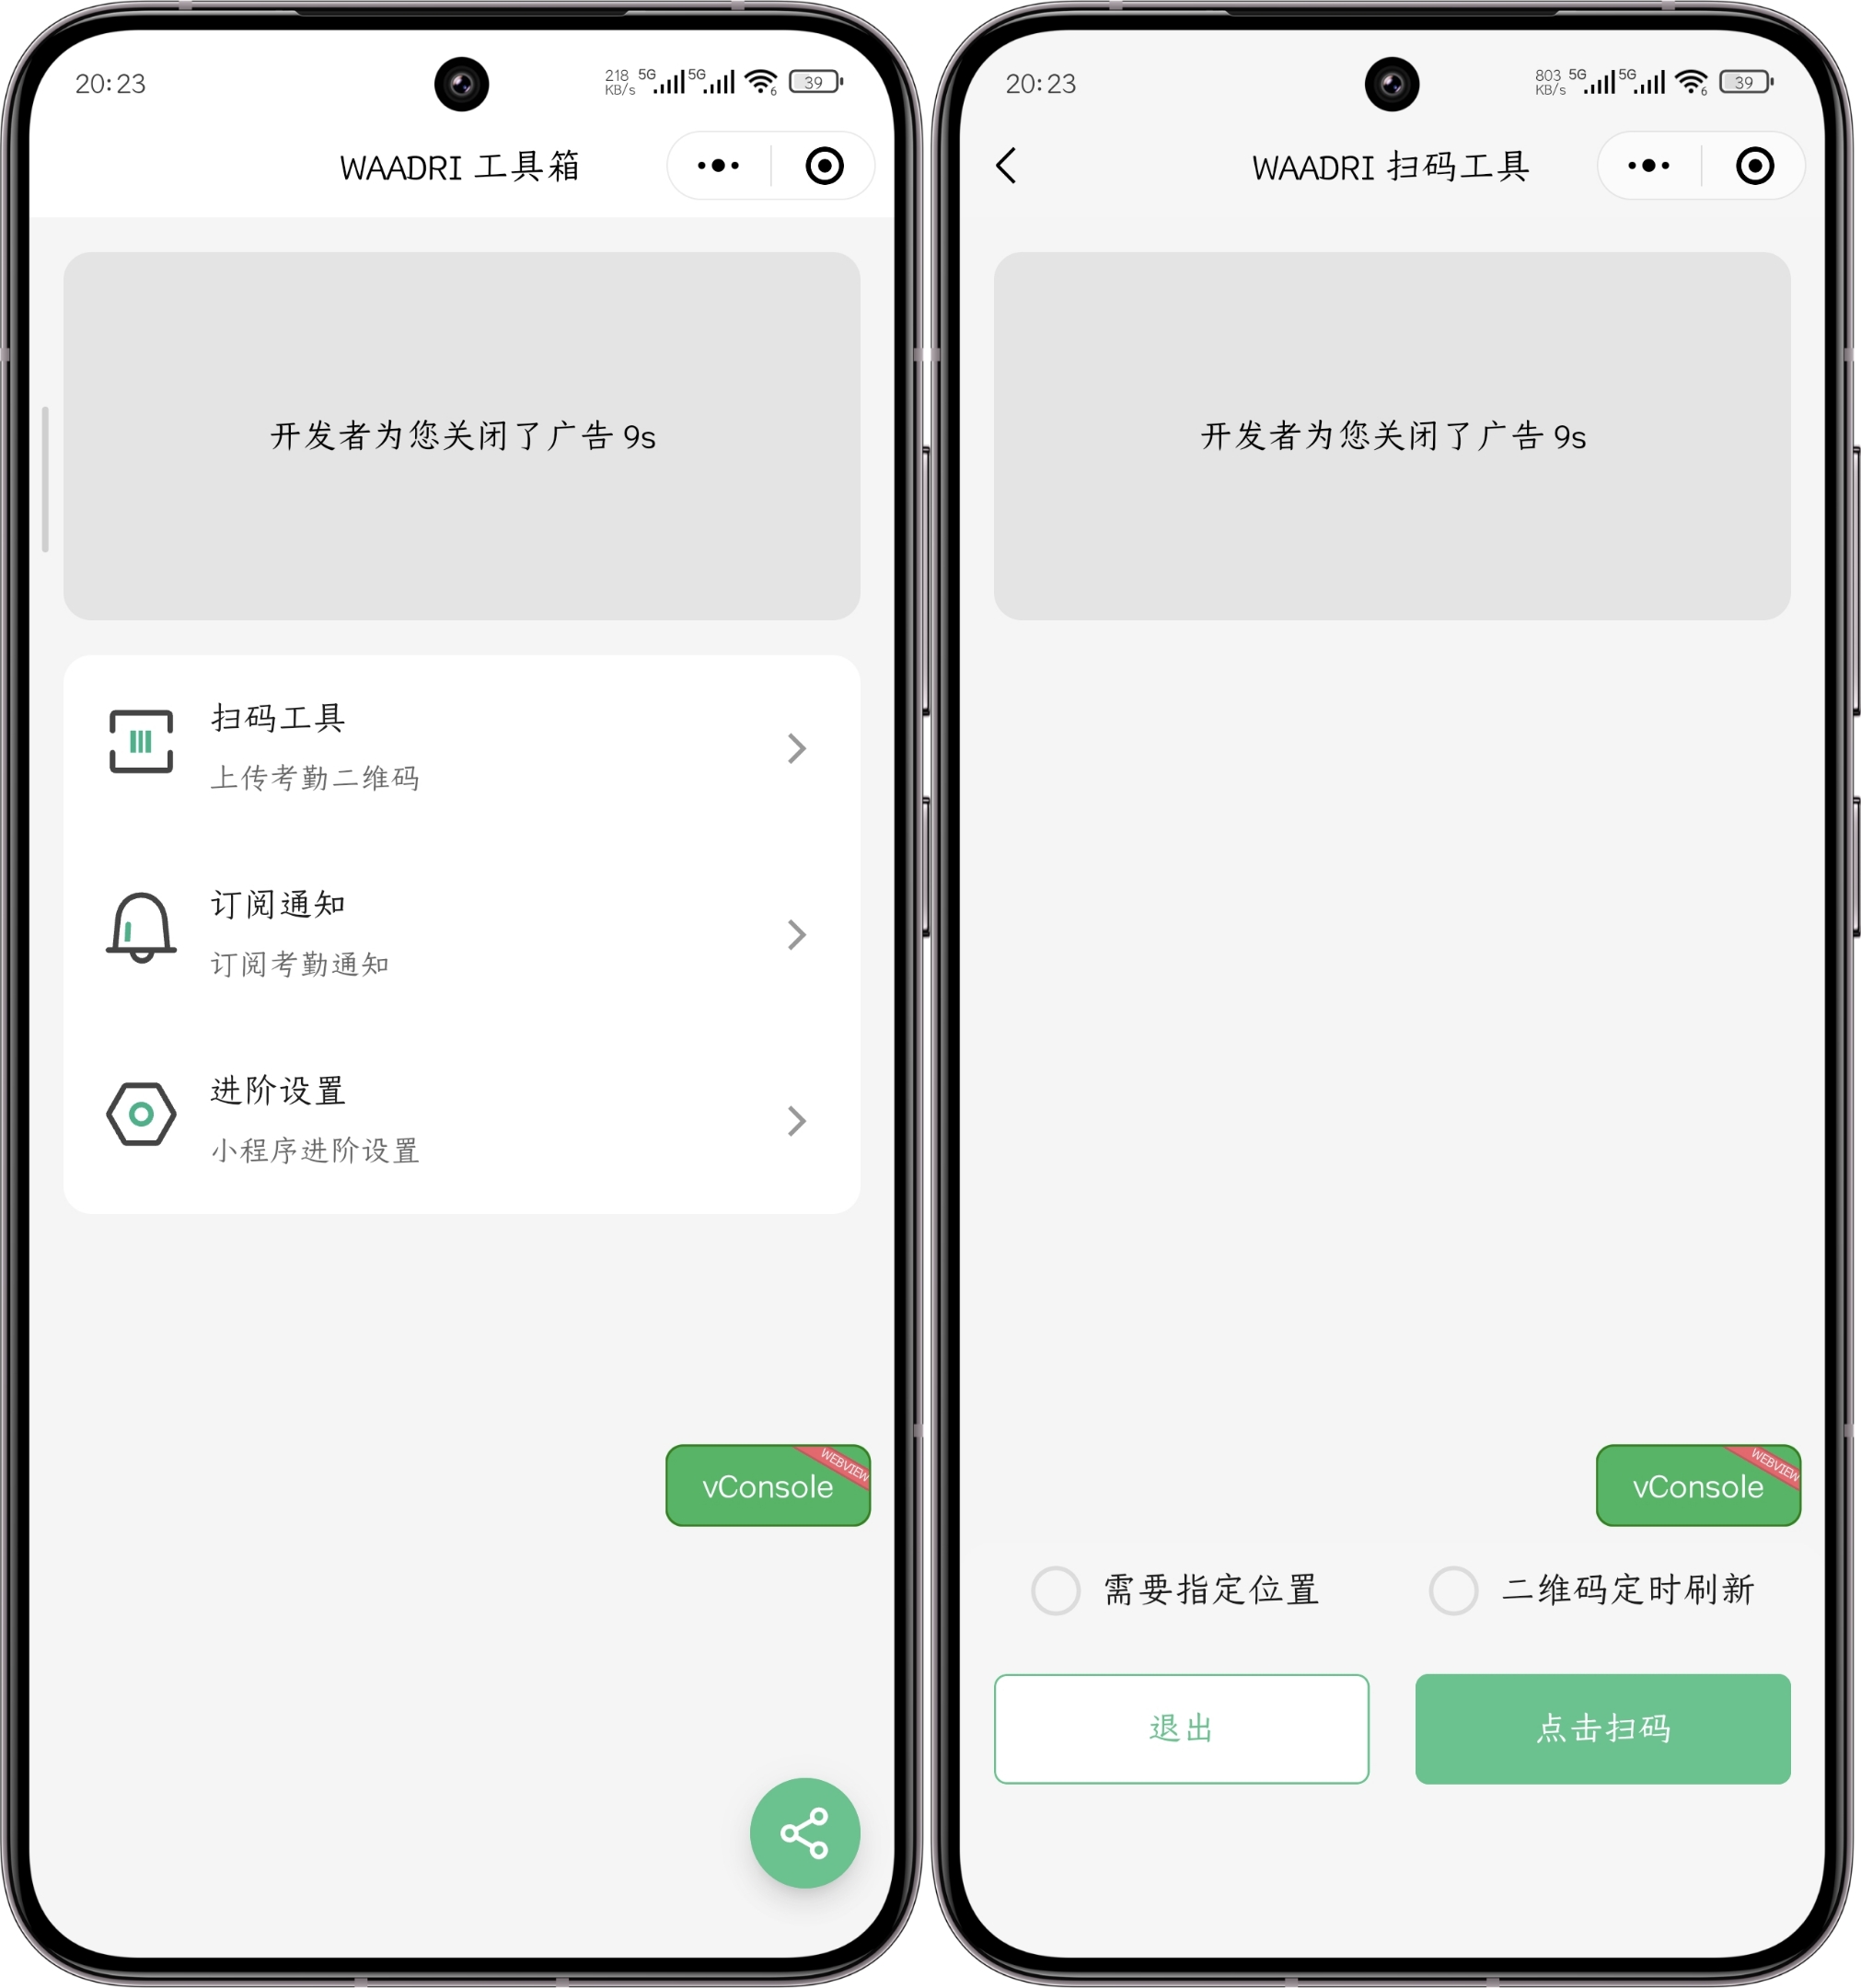 20:23
218 KB/s 5G 5G 6 39
WAADRI 工具箱
开发者为您关闭了广告 9s
扫码工具
上传考勤二维码
订阅通知
订阅考勤通知
进阶设置
小程序进阶设置
vConsole
WEBVIEW
20:23
803 KB/s 5G 5G 6 39
WAADRI 扫码工具
开发者为您关闭了广告 9s
vConsole
WEBVIEW
需要指定位置
二维码定时刷新
退出
点击扫码